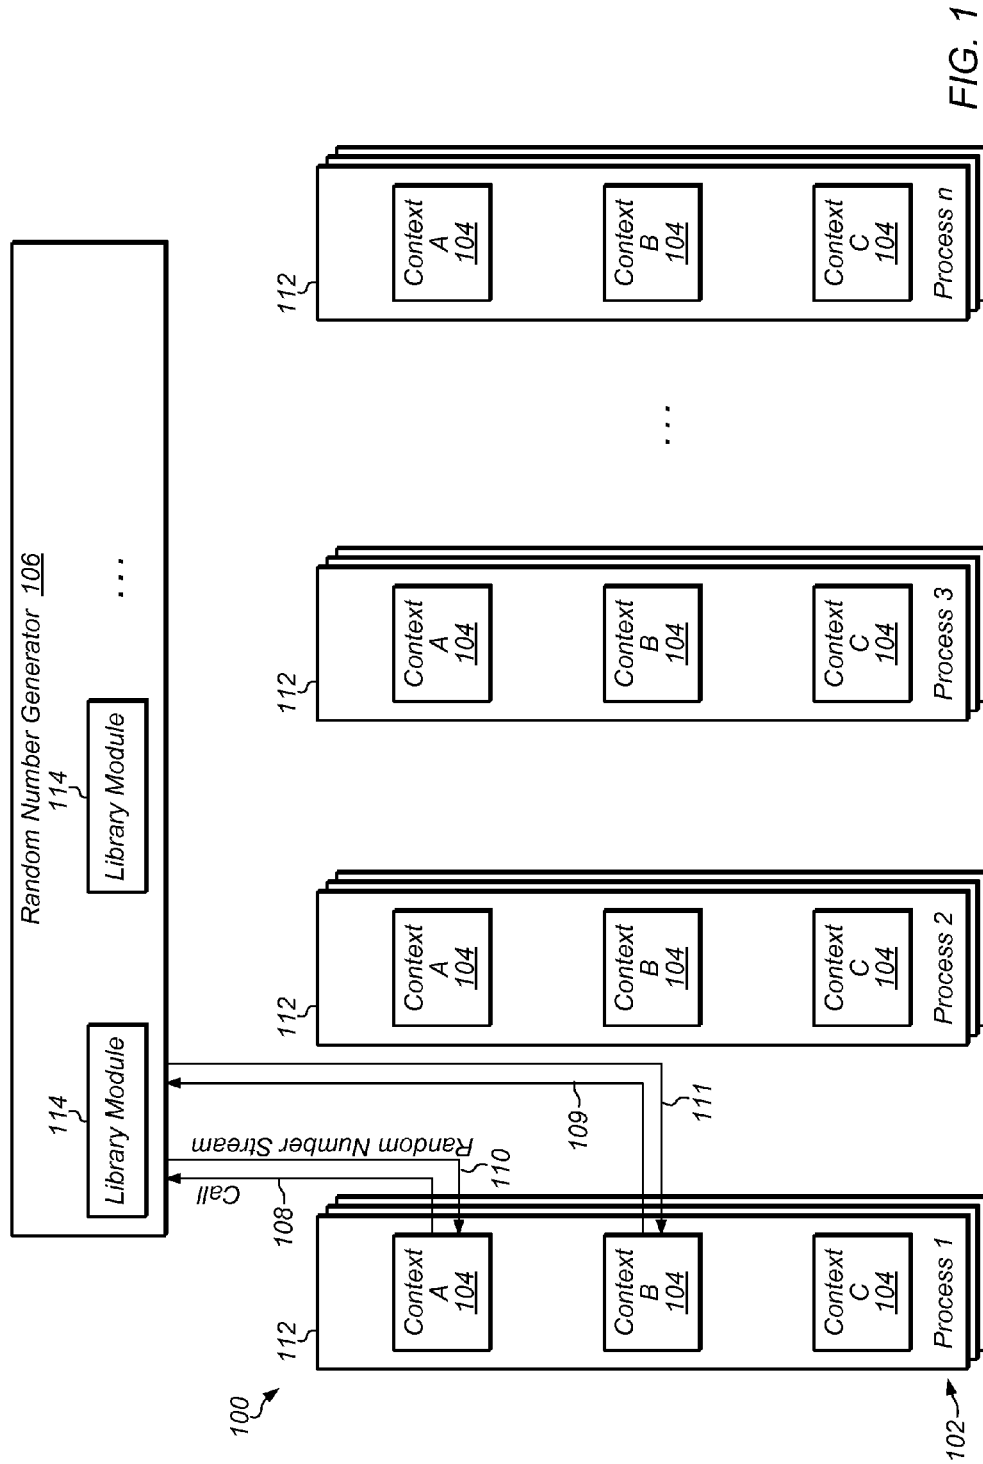 Random Number Generator 106
114
Library Module
114
Library Module
. . .
Call
108
Random Number Stream
110
109
111
100
112
Context
A
104
Context
B
104
Context
C
104
Process 1
112
Context
A
104
Context
B
104
Context
C
104
Process 2
112
Context
A
104
Context
B
104
Context
C
104
Process 3
. . .
112
Context
A
104
Context
B
104
Context
C
104
Process n
102
FIG. 1